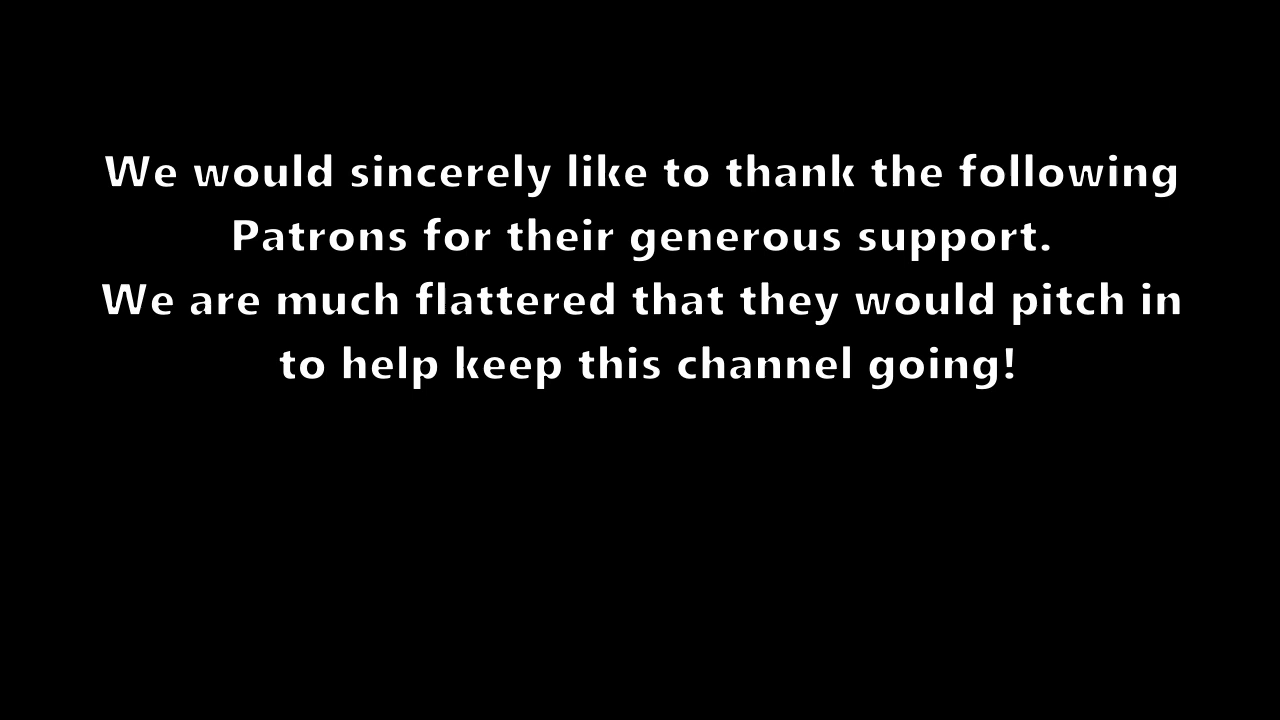 We would sincerely like to thank the following
Patrons for their generous support.
We are much flattered that they would pitch in
to help keep this channel going!